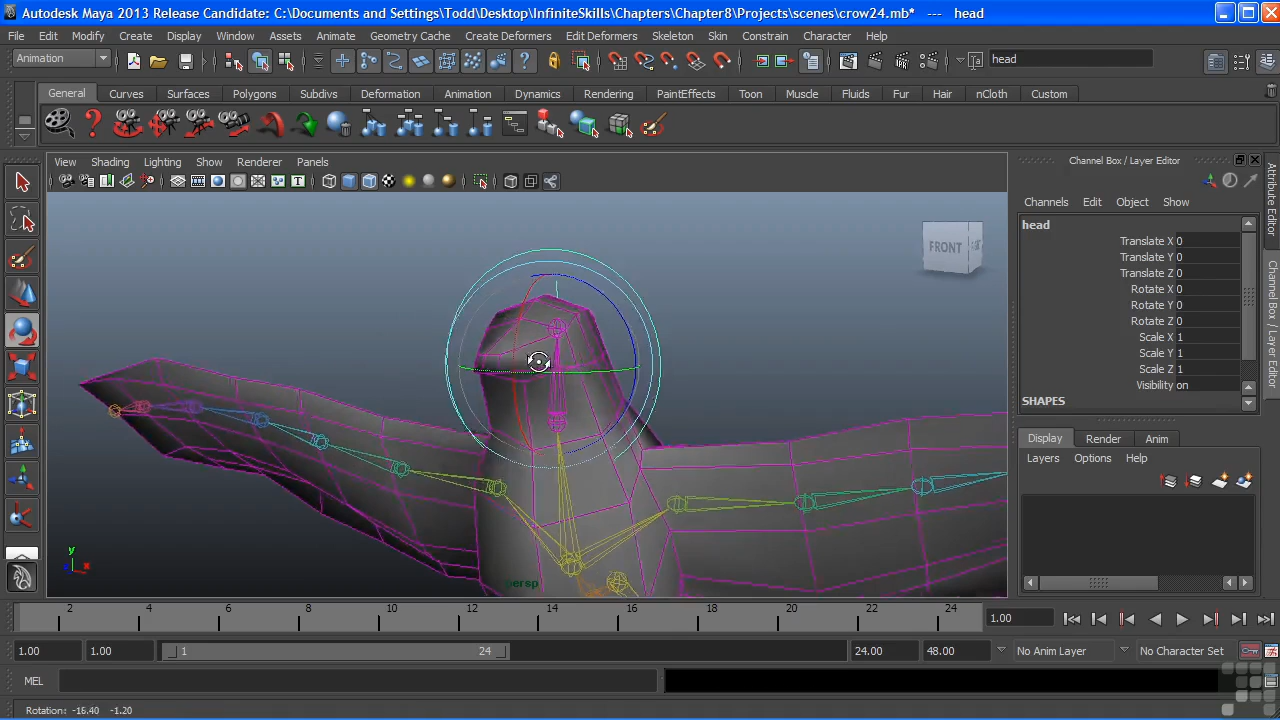 Autodesk Maya 2013 Release Candidate: C:\Documents and Settings\Todd\Desktop\InfiniteSkills\Chapters\Chapter8\Projects\scenes\crow24.mb* --- head
File Edit Modify Create Display Window Assets Animate Geometry Cache Create Deformers Edit Deformers Skeleton Skin Constrain Character Help
Animation head
General Curves Surfaces Polygons Subdivs Deformation Animation Dynamics Rendering PaintEffects Toon Muscle Fluids Fur Hair nCloth Custom
View Shading Lighting Show Renderer Panels
Channel Box / Layer Editor
Channels Edit Object Show
head
Translate X 0
Translate Y 0
Translate Z 0
Rotate X 0
Rotate Y 0
Rotate Z 0
Scale X 1
Scale Y 1
Scale Z 1
Visibility on
SHAPES
Display Render Anim
Layers Options Help
Attribute Editor
Channel Box / Layer Editor
FRONT
y
x
z
persp
2 4 6 8 10 12 14 16 18 20 22 24
1.00
1.00 1.00 1 24 24.00 48.00 No Anim Layer No Character Set
MEL
Rotation: -16.40 -1.20